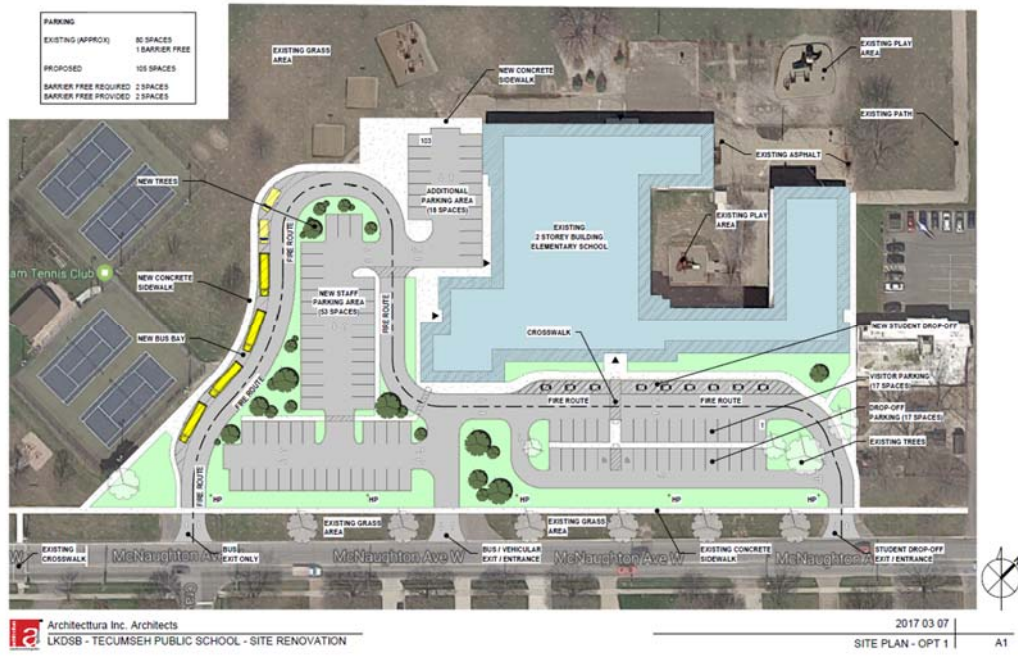 PARKING
EXISTING (APPROX) 80 SPACES
1 BARRIER FREE
PROPOSED 105 SPACES
BARRIER FREE REQUIRED 2 SPACES
BARRIER FREE PROVIDED 2 SPACES
EXISTING GRASS
AREA
NEW CONCRETE
SIDEWALK
EXISTING PLAY
AREA
EXISTING PATH
103
EXISTING ASPHALT
NEW TREES
ADDITIONAL
PARKING AREA
(18 SPACES)
EXISTING
2 STOREY BUILDING
ELEMENTARY SCHOOL
EXISTING PLAY
AREA
FIRE ROUTE
am Tennis Club
NEW CONCRETE
SIDEWALK
NEW STAFF
PARKING AREA
(53 SPACES)
FIRE ROUTE
NEW BUS BAY
CROSSWALK
NEW STUDENT DROP-OFF
FIRE ROUTE
VISITOR PARKING
(17 SPACES)
FIRE ROUTE
FIRE ROUTE
DROP-OFF
PARKING (17 SPACES)
1
EXISTING TREES
FIRE ROUTE
FIRE ROUTE
HP
HP
HP
HP
HP
EXISTING GRASS
AREA
EXISTING GRASS
AREA
EXISTING
CROSSWALK
McNaughton Ave W
BUS
EXIT ONLY
McNaughton Ave W
BUS / VEHICULAR
EXIT / ENTRANCE
McNaughton Ave W
EXISTING CONCRETE
SIDEWALK
McNaughton A
STUDENT DROP-OFF
EXIT / ENTRANCE
a
Architecttura Inc. Architects
LKDSB - TECUMSEH PUBLIC SCHOOL - SITE RENOVATION
2017 03 07
SITE PLAN - OPT 1
A1